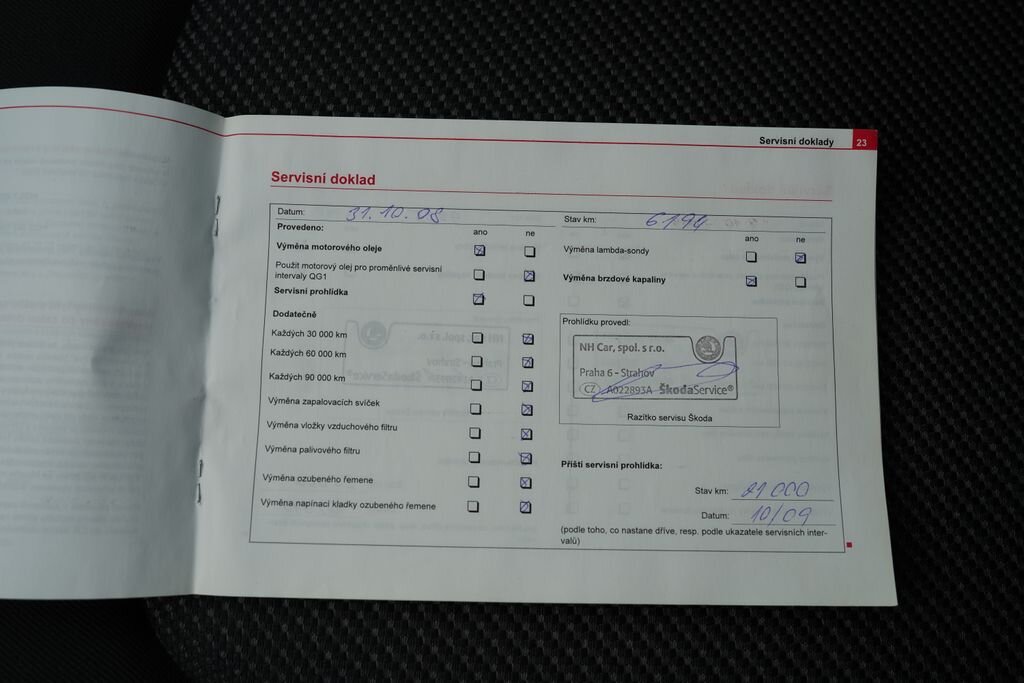 Servisní doklady 23
Servisní doklad
Datum: 31.10.08
Stav km: 6194
Provedeno:
ano ne
ano ne
Výměna motorového oleje
Použit motorový olej pro proměnlivé servisní
intervaly QG1
Servisní prohlídka
Dodatečně
Každých 30 000 km
Každých 60 000 km
Každých 90 000 km
Výměna zapalovacích svíček
Výměna vložky vzduchového filtru
Výměna palivového filtru
Výměna ozubeného řemene
Výměna napínací kladky ozubeného řemene
Výměna lambda-sondy
Výměna brzdové kapaliny
Prohlídku provedl:
NH Car, spol. s r.o.
Praha 6 - Strahov
CZ A022893A ŠkodaService®
Razítko servisu Škoda
Příští servisní prohlídka:
Stav km: 21 000
Datum: 10/09
(podle toho, co nastane dříve, resp. podle ukazatele servisních inter-
valů)